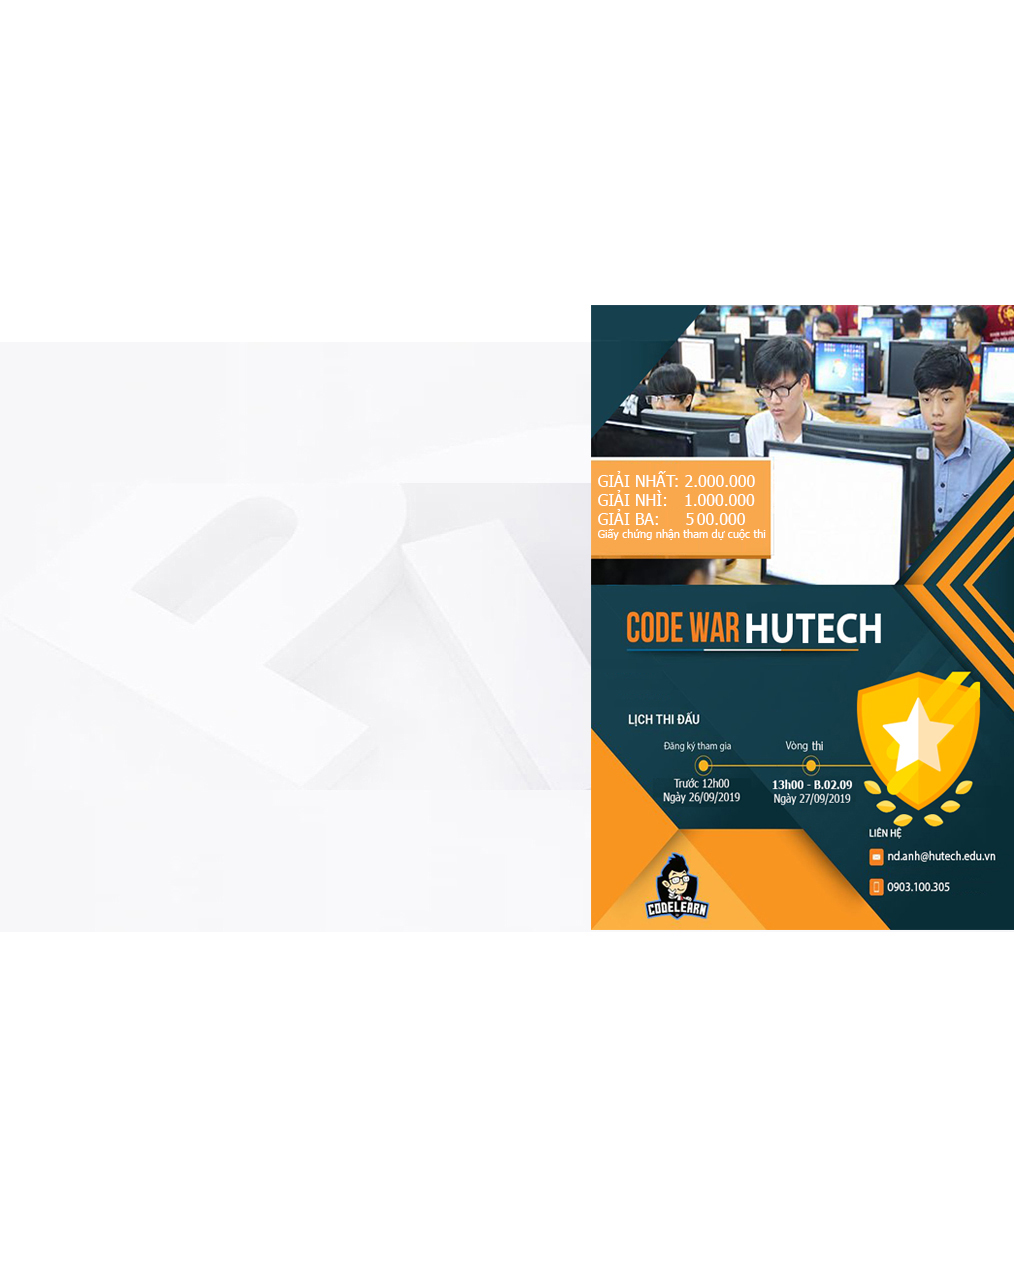 GIẢI NHẤT: 2.000.000
GIẢI NHÌ: 1.000.000
GIẢI BA: 500.000
Giấy chứng nhận tham dự cuộc thi
CODE WAR HUTECH
LỊCH THI ĐẤU
Đăng ký tham gia
Trước 12h00
Ngày 26/09/2019
Vòng thi
13h00 - B.02.09
Ngày 27/09/2019
LIÊN HỆ
nd.anh@hutech.edu.vn
0903.100.305
CODELEARN